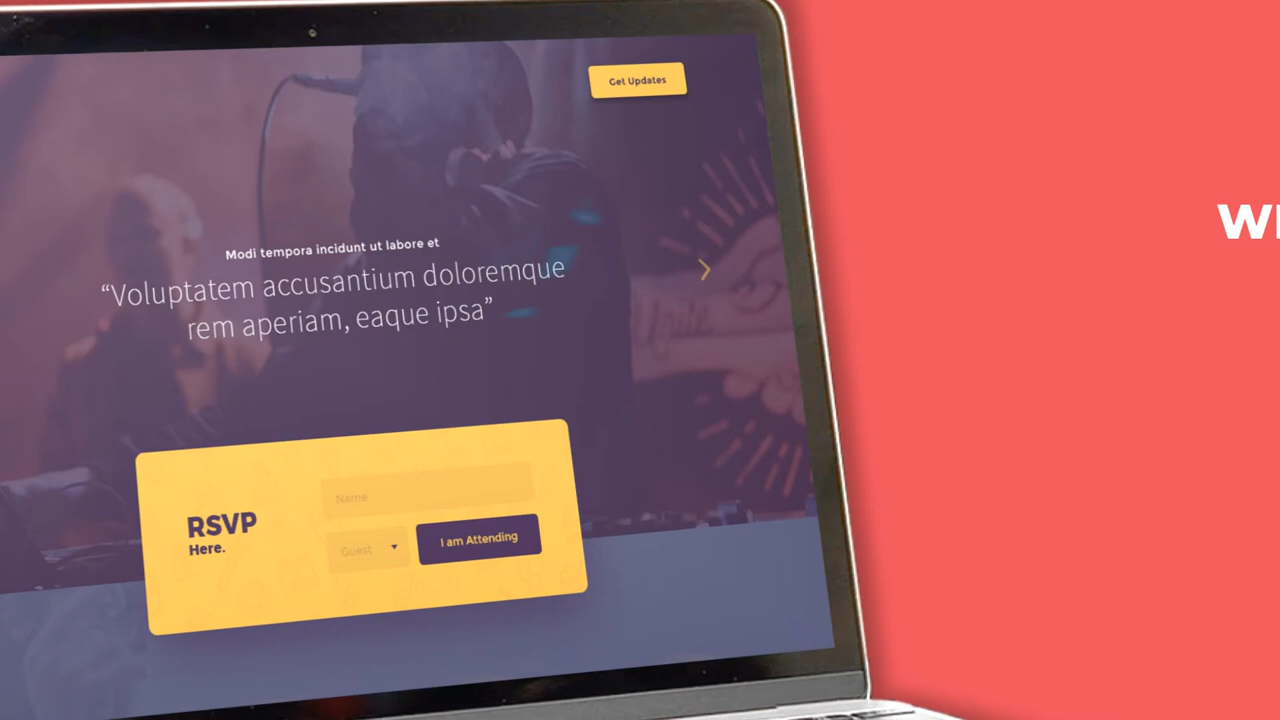 Get Updates
Modi tempora incidunt ut labore et
“Voluptatem accusantium doloremque
rem aperiam, eaque ipsa”
Unite
RSVP
Here.
Name
Guest
I am Attending